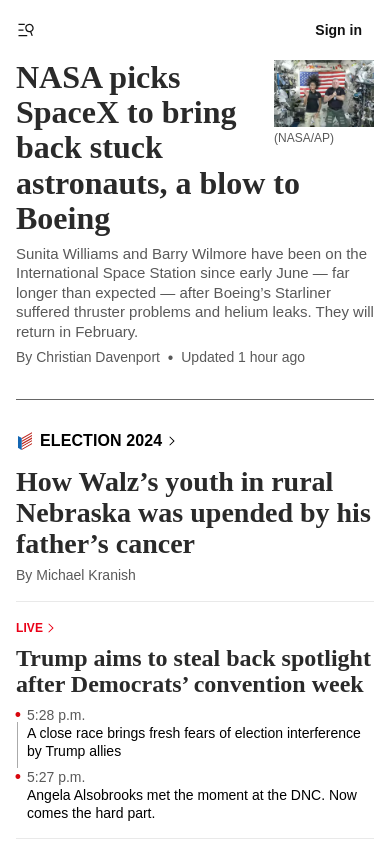 Sign in
NASA picks
SpaceX to bring
back stuck
astronauts, a blow to
Boeing
(NASA/AP)
Sunita Williams and Barry Wilmore have been on the
International Space Station since early June — far
longer than expected — after Boeing’s Starliner
suffered thruster problems and helium leaks. They will
return in February.
By Christian Davenport • Updated 1 hour ago
ELECTION 2024
How Walz’s youth in rural
Nebraska was upended by his
father’s cancer
By Michael Kranish
LIVE
Trump aims to steal back spotlight
after Democrats’ convention week
5:28 p.m.
A close race brings fresh fears of election interference
by Trump allies
5:27 p.m.
Angela Alsobrooks met the moment at the DNC. Now
comes the hard part.